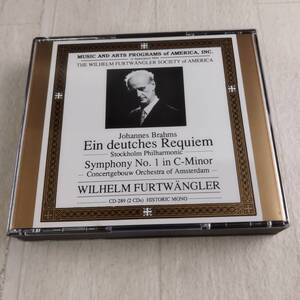 MUSIC AND ARTS PROGRAMS OF AMERICA, INC.
THE WILHELM FURTWÄNGLER SOCIETY of AMERICA
Johannes Brahms
Ein deutches Requiem
Stockholm Philharmonic
Symphony No. 1 in C-Minor
Concertgebouw Orchestra of Amsterdam
WILHELM FURTWÄNGLER
CD-289 (2 CDs) HISTORIC MONO